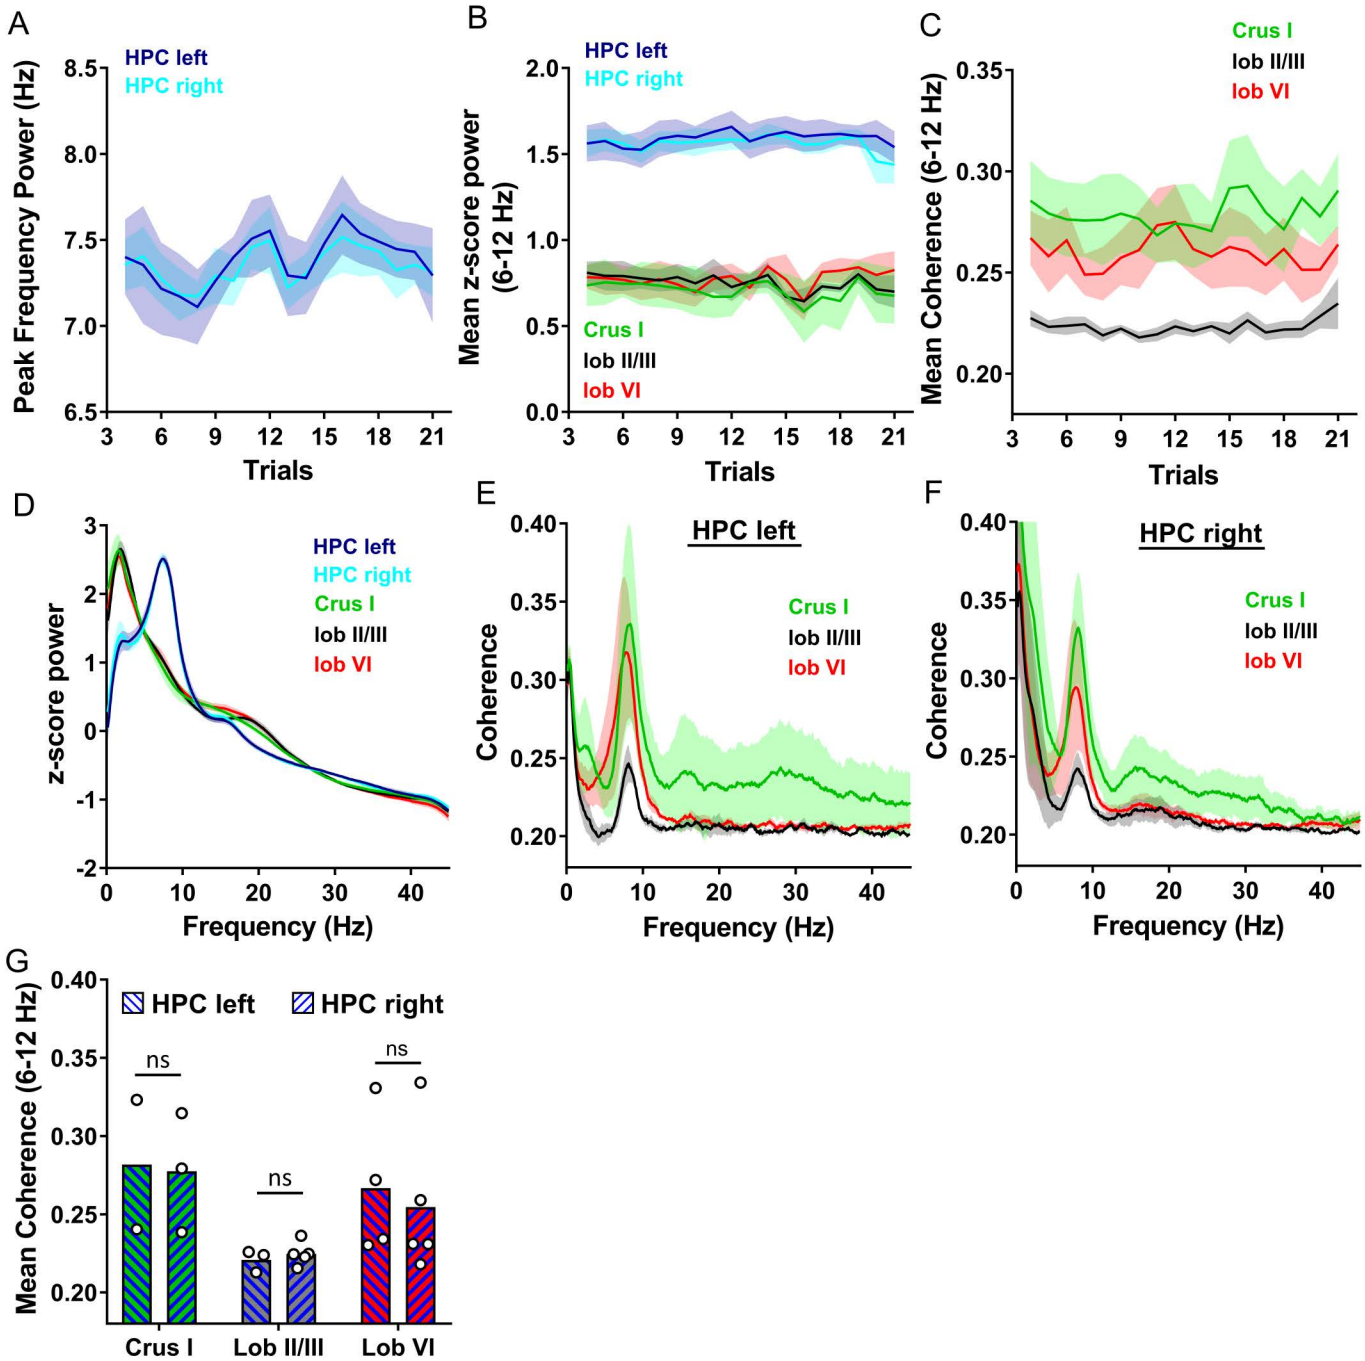 A
HPC left
HPC right
Peak Frequency Power (Hz)
8.5
8.0
7.5
7.0
6.5
3 6 9 12 15 18 21
Trials
B
HPC left
HPC right
Mean z-score power
(6-12 Hz)
2.0
1.5
1.0
0.5
0.0
Crus I
lob II/III
lob VI
3 6 9 12 15 18 21
Trials
C
Crus I
lob II/III
lob VI
Mean Coherence (6-12 Hz)
0.35
0.30
0.25
0.20
3 6 9 12 15 18 21
Trials
D
HPC left
HPC right
Crus I
lob II/III
lob VI
z-score power
3
2
1
0
-1
-2
0 10 20 30 40
Frequency (Hz)
E
HPC left
Crus I
lob II/III
lob VI
Coherence
0.40
0.35
0.30
0.25
0.20
0 10 20 30 40
Frequency (Hz)
F
HPC right
Crus I
lob II/III
lob VI
Coherence
0.40
0.35
0.30
0.25
0.20
0 10 20 30 40
Frequency (Hz)
G
HPC left HPC right
Mean Coherence (6-12 Hz)
0.40
0.35
0.30
0.25
0.20
ns
ns
ns
Crus I Lob II/III Lob VI